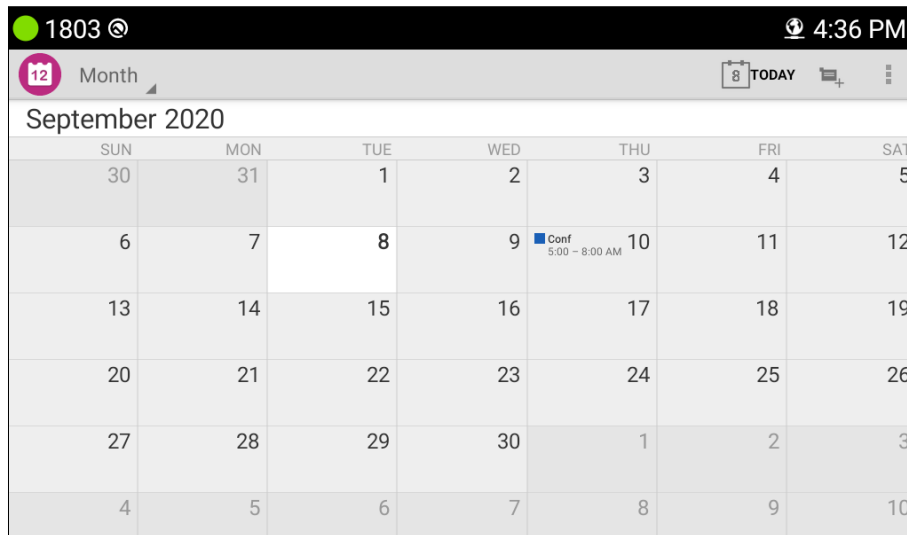 1803 4:36 PM
12 Month 8 TODAY
September 2020
SUN MON TUE WED THU FRI SAT
30 31 1 2 3 4 5
6 7 8 9 Conf 10 11 12
5:00 – 8:00 AM
13 14 15 16 17 18 19
20 21 22 23 24 25 26
27 28 29 30 1 2 3
4 5 6 7 8 9 10